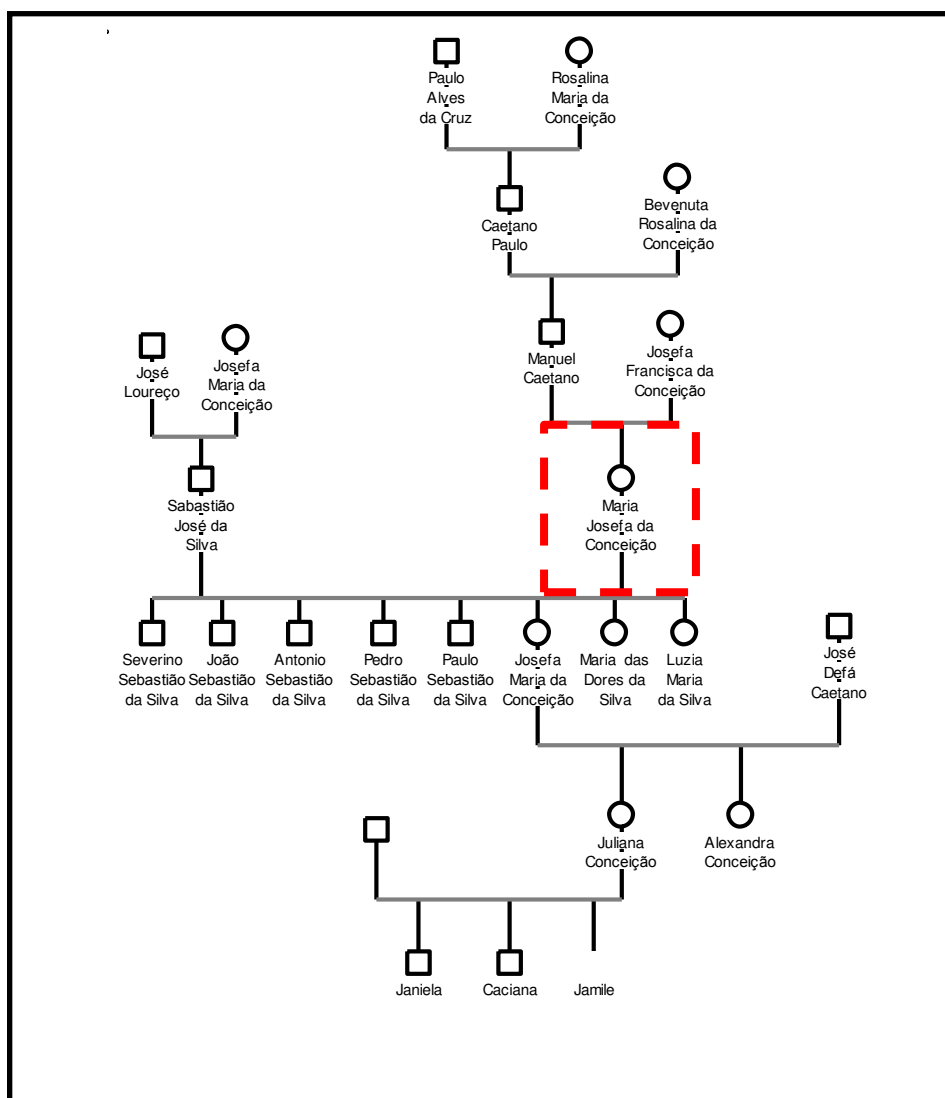 Paulo
Alves
da Cruz
Rosalina
Maria da
Conceição
Caetano
Paulo
Bevenuta
Rosalina da
Conceição
José
Loureço
Josefa
Maria da
Conceição
Manuel
Caetano
Josefa
Francisca da
Conceição
Sabastião
José da
Silva
Maria
Josefa da
Conceição
Severino
Sebastião
da Silva
João
Sebastião
da Silva
Antonio
Sebastião
da Silva
Pedro
Sebastião
da Silva
Paulo
Sebastião
da Silva
Josefa
Maria da
Conceição
Maria das
Dores da
Silva
Luzia
Maria
da Silva
José
Defá
Caetano
Juliana
Conceição
Alexandra
Conceição
Janiela
Caciana
Jamile